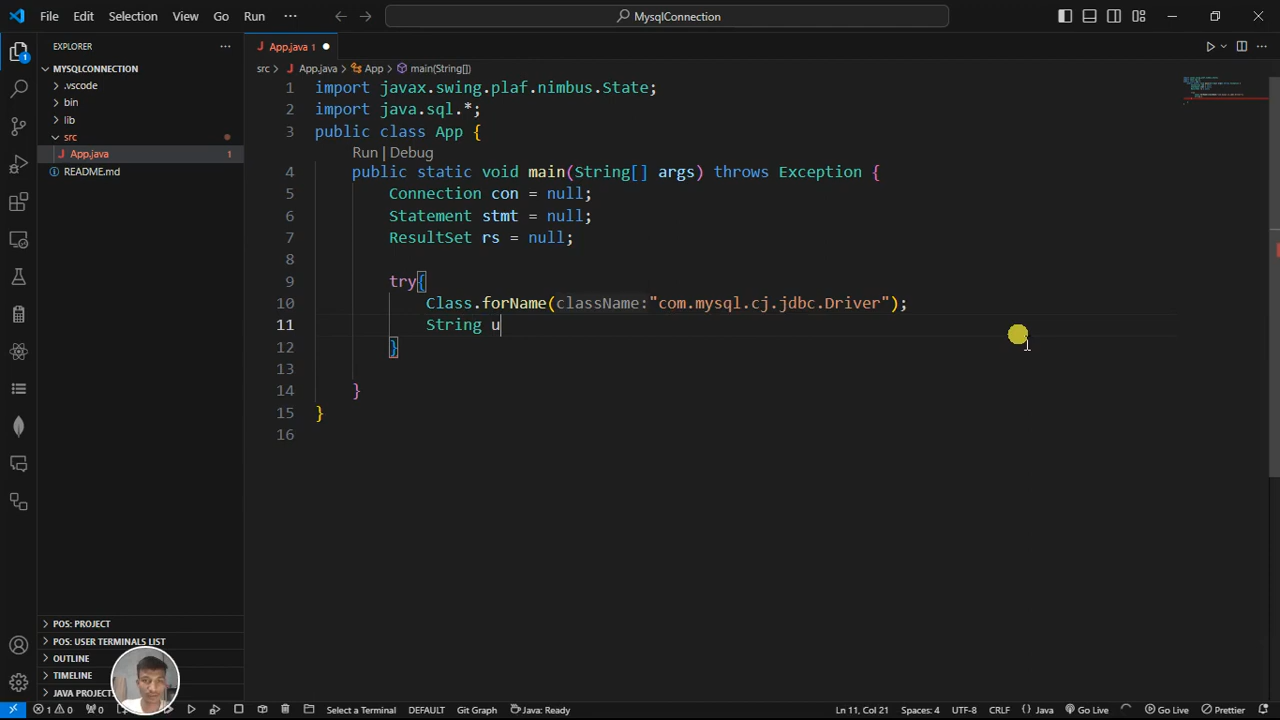 File Edit Selection View Go Run ··· MysqlConnection
EXPLORER ···
App.java 1
MYSQLCONNECTION
src > App.java > App > main(String[])
.vscode
bin
lib
src
App.java 1
README.md
1 import javax.swing.plaf.nimbus.State;
2 import java.sql.*;
3 public class App {
Run | Debug
4 public static void main(String[] args) throws Exception {
5 Connection con = null;
6 Statement stmt = null;
7 ResultSet rs = null;
8
9 try{
10 Class.forName(className:"com.mysql.cj.jdbc.Driver");
11 String u
12 }
13
14 }
15 }
16
POS: PROJECT
POS: USER TERMINALS LIST
OUTLINE
TIMELINE
JAVA PROJEC
1 0 0 Select a Terminal DEFAULT Git Graph Java: Ready Ln 11, Col 21 Spaces: 4 UTF-8 CRLF {} Java Go Live Go Live Prettier